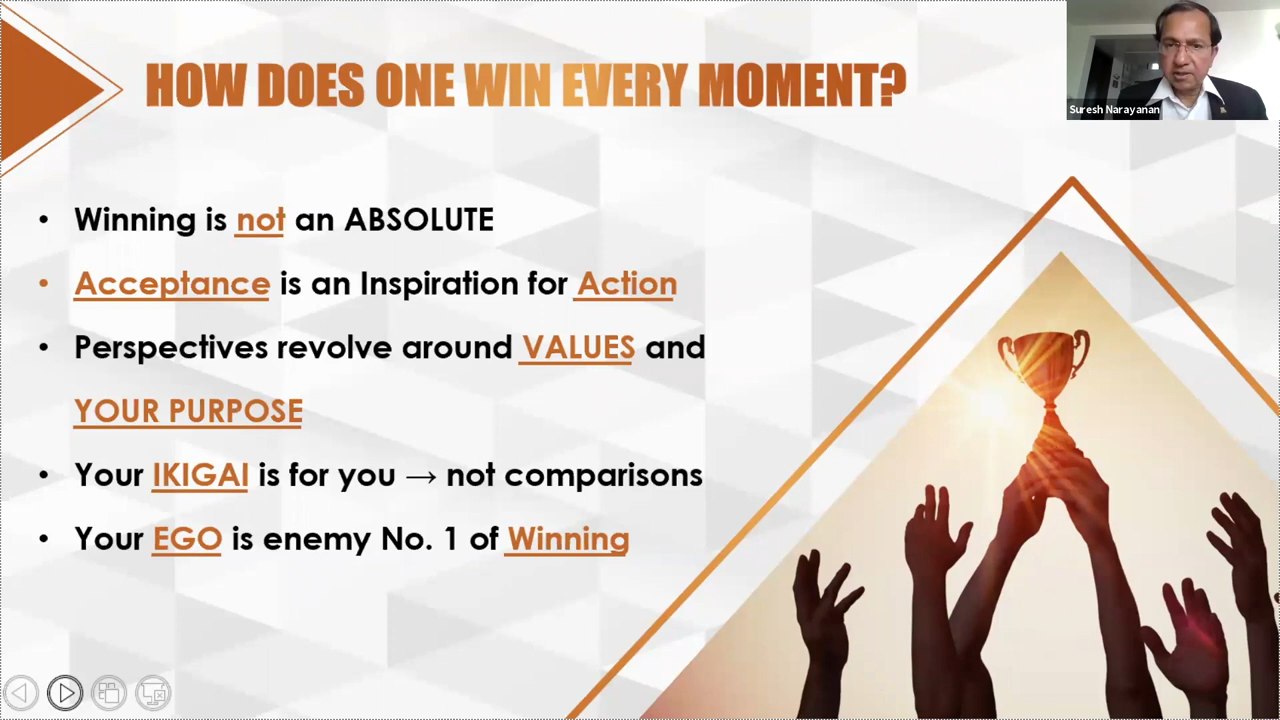 HOW DOES ONE WIN EVERY MOMENT?
Suresh Narayanan
• Winning is not an ABSOLUTE
• Acceptance is an Inspiration for Action
• Perspectives revolve around VALUES and
YOUR PURPOSE
• Your IKIGAI is for you → not comparisons
• Your EGO is enemy No. 1 of Winning